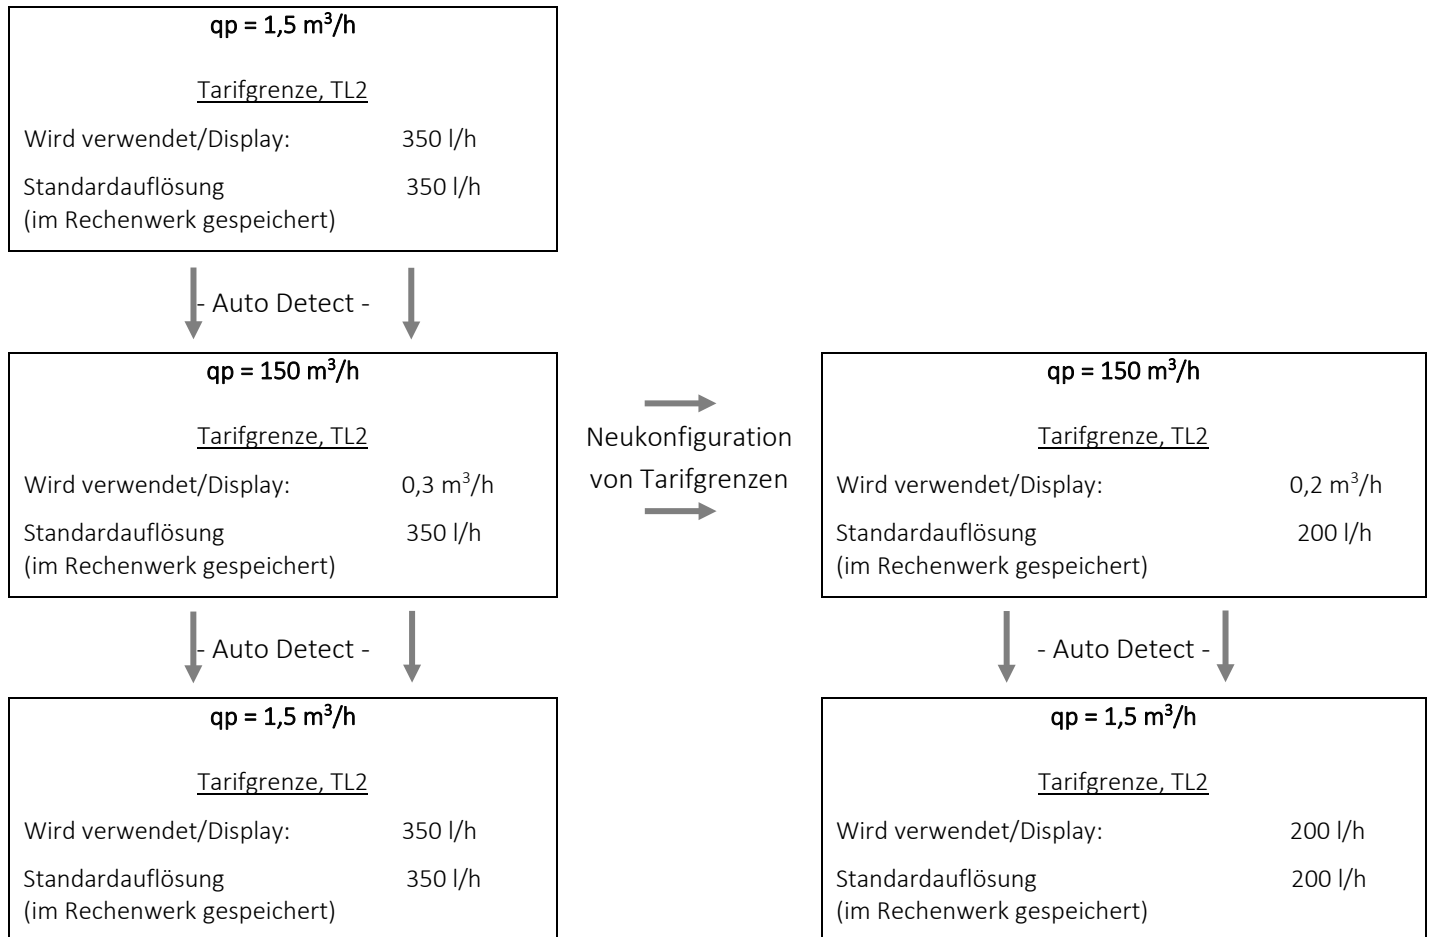 qp = 1,5 m³/h
Tarifgrenze, TL2
Wird verwendet/Display: 350 l/h
Standardauflösung 350 l/h
(im Rechenwerk gespeichert)
- Auto Detect -
qp = 150 m³/h
Tarifgrenze, TL2
Wird verwendet/Display: 0,3 m³/h
Standardauflösung 350 l/h
(im Rechenwerk gespeichert)
Neukonfiguration
von Tarifgrenzen
qp = 150 m³/h
Tarifgrenze, TL2
Wird verwendet/Display: 0,2 m³/h
Standardauflösung 200 l/h
(im Rechenwerk gespeichert)
- Auto Detect -
- Auto Detect -
qp = 1,5 m³/h
Tarifgrenze, TL2
Wird verwendet/Display: 350 l/h
Standardauflösung 350 l/h
(im Rechenwerk gespeichert)
qp = 1,5 m³/h
Tarifgrenze, TL2
Wird verwendet/Display: 200 l/h
Standardauflösung 200 l/h
(im Rechenwerk gespeichert)